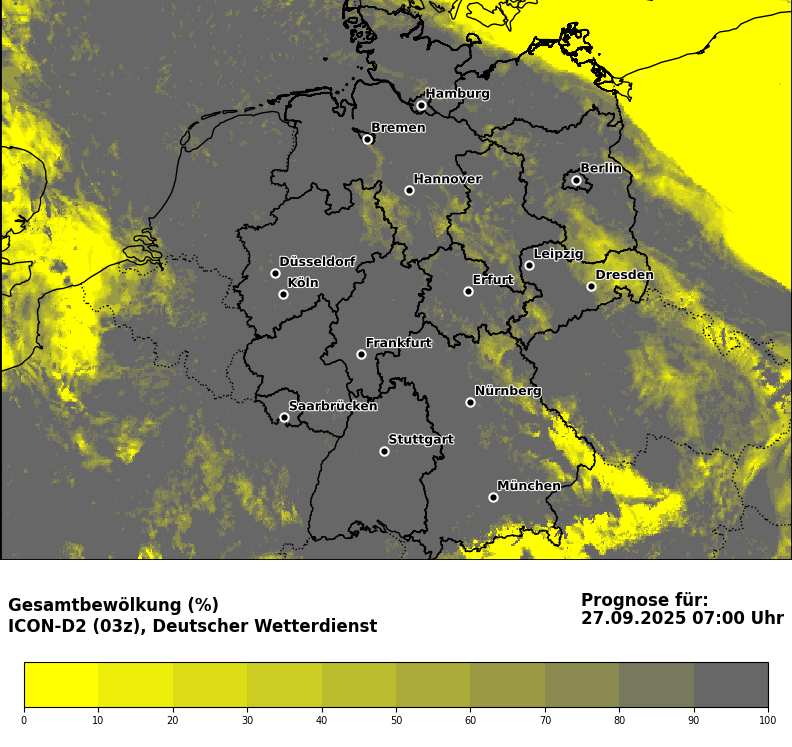 Hamburg
Bremen
Berlin
Hannover
Leipzig
Düsseldorf
Dresden
Köln
Erfurt
Frankfurt
Nürnberg
Saarbrücken
Stuttgart
München
Gesamtbewölkung (%)
ICON-D2 (03z), Deutscher Wetterdienst
Prognose für:
27.09.2025 07:00 Uhr
0 10 20 30 40 50 60 70 80 90 100